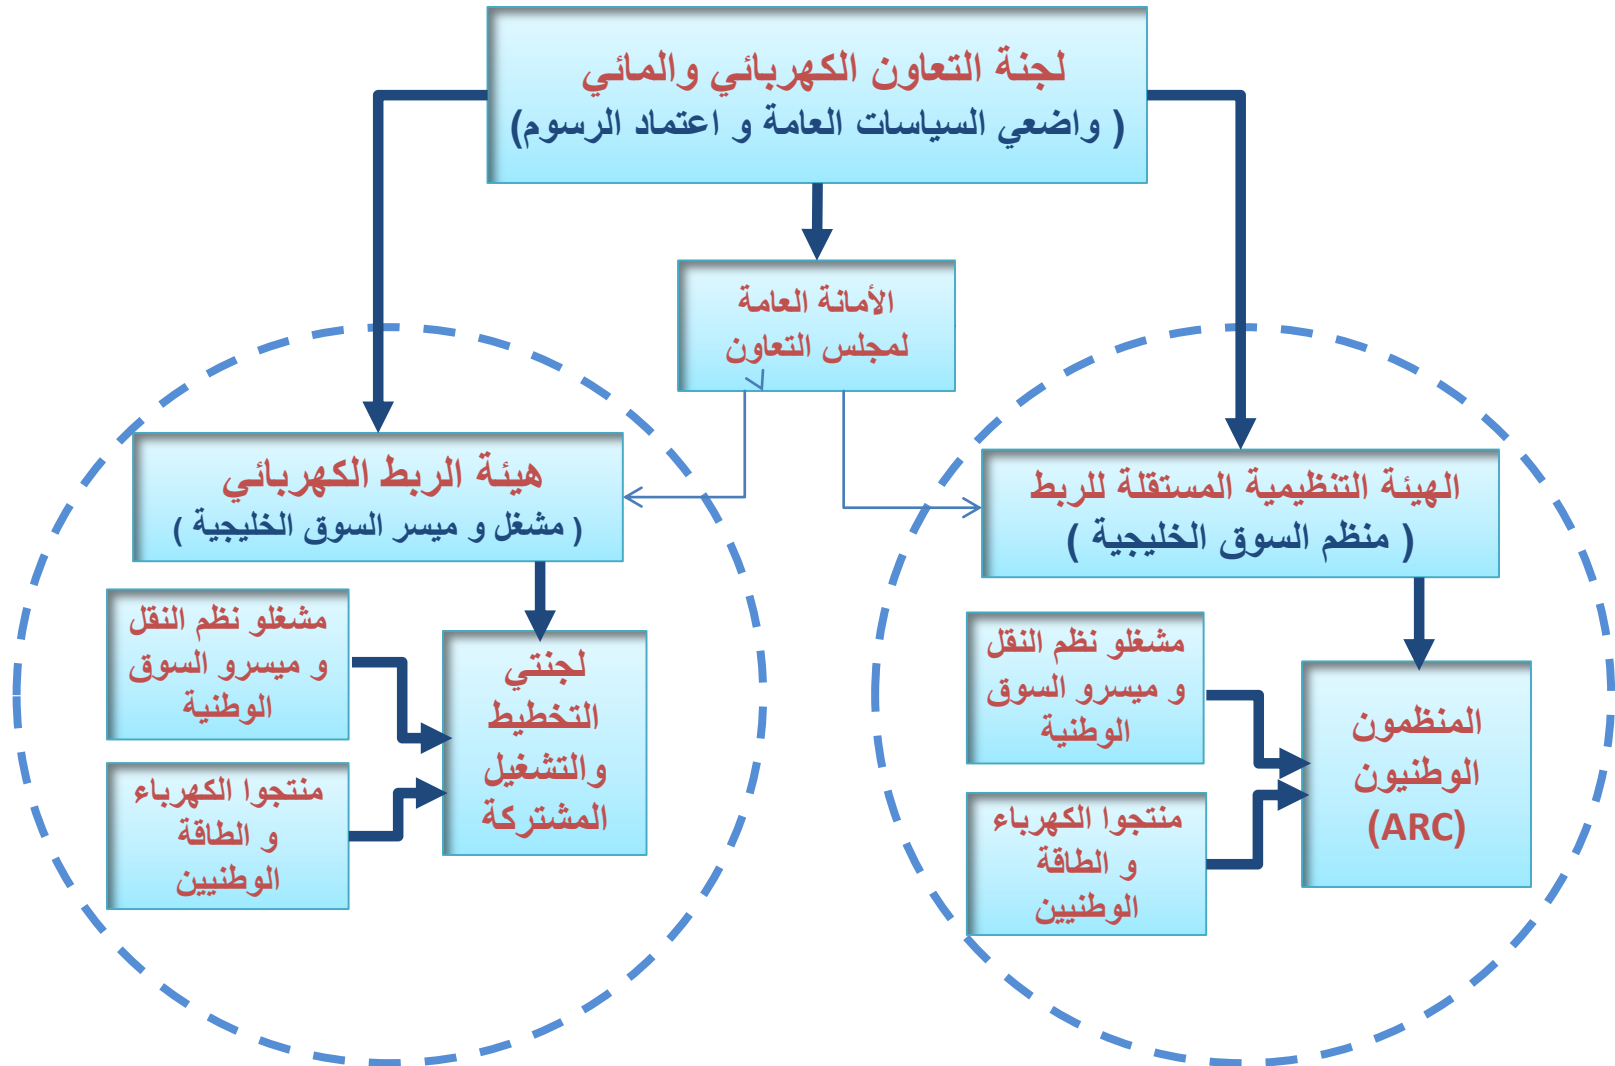 لجنة التعاون الكهربائي والمائي
( واضعي السياسات العامة و اعتماد الرسوم)
الأمانة العامة
لمجلس التعاون
الهيئة التنظيمية المستقلة للربط
( منظم السوق الخليجية )
هيئة الربط الكهربائي
( مشغل و ميسر السوق الخليجية )
المنظمون
الوطنيون
(ARC)
مشغلو نظم النقل
و ميسرو السوق
الوطنية
منتجوا الكهرباء
و الطاقة
الوطنيين
لجنتي
التخطيط
والتشغيل
المشتركة
مشغلو نظم النقل
و ميسرو السوق
الوطنية
منتجوا الكهرباء
و الطاقة
الوطنيين